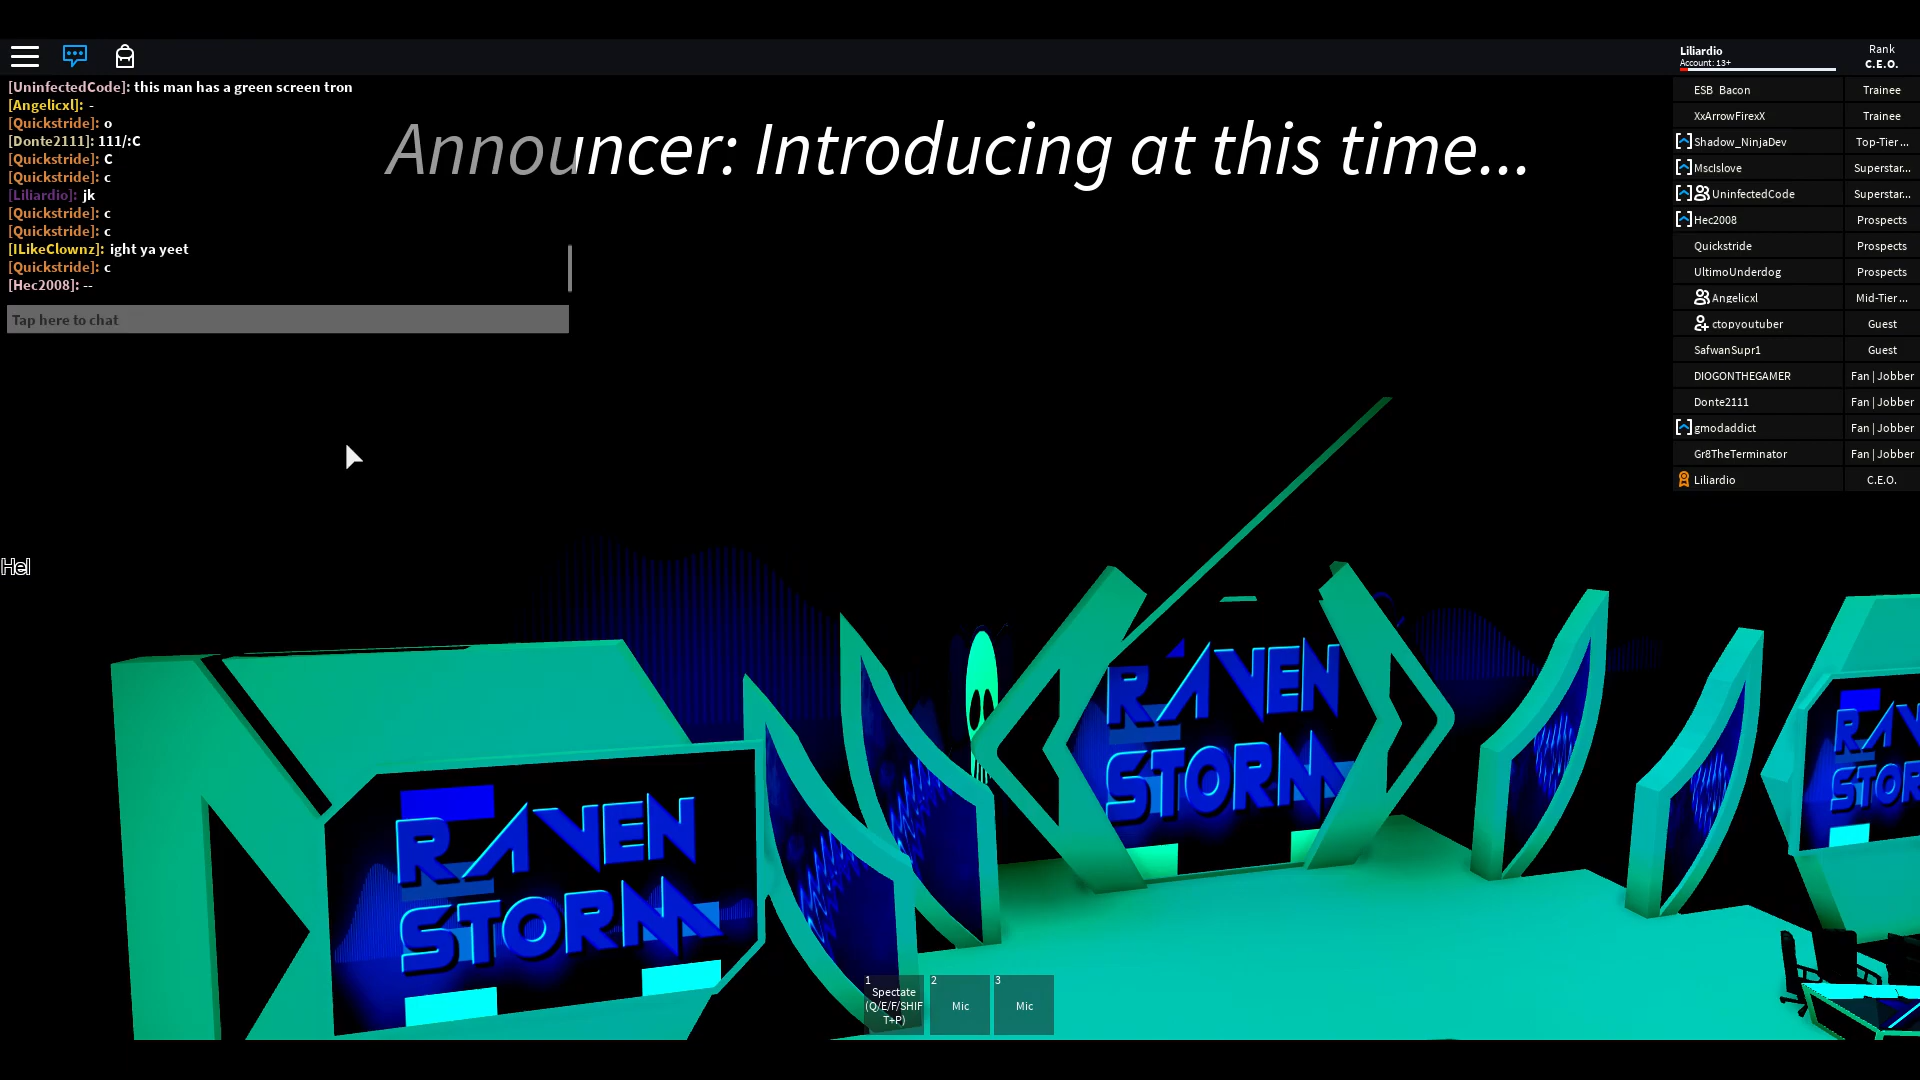 Liliardio
Account: 13+
Rank
C.E.O.
[UninfectedCode]: this man has a green screen tron
[Angelicxl]: -
[Quickstride]: o
[Donte2111]: 111/:C
[Quickstride]: C
[Quickstride]: c
[Liliardio]: jk
[Quickstride]: c
[Quickstride]: c
[ILikeClownz]: ight ya yeet
[Quickstride]: c
[Hec2008]: --
Tap here to chat
Announcer: Introducing at this time...
ESB Bacon Trainee
XxArrowFirexX Trainee
Shadow_NinjaDev Top-Tier ...
MscIslove Superstar...
UninfectedCode Superstar...
Hec2008 Prospects
Quickstride Prospects
UltimoUnderdog Prospects
Angelicxl Mid-Tier ...
ctopyoutuber Guest
SafwanSupr1 Guest
DIOGONTHEGAMER Fan | Jobber
Donte2111 Fan | Jobber
gmodaddict Fan | Jobber
Gr8TheTerminator Fan | Jobber
Liliardio C.E.O.
Hel
RAVEN
STORM
RAVEN
STORM
RAVEN
STORM
1
Spectate
(Q/E/F/SHIF
T+P)
2
Mic
3
Mic